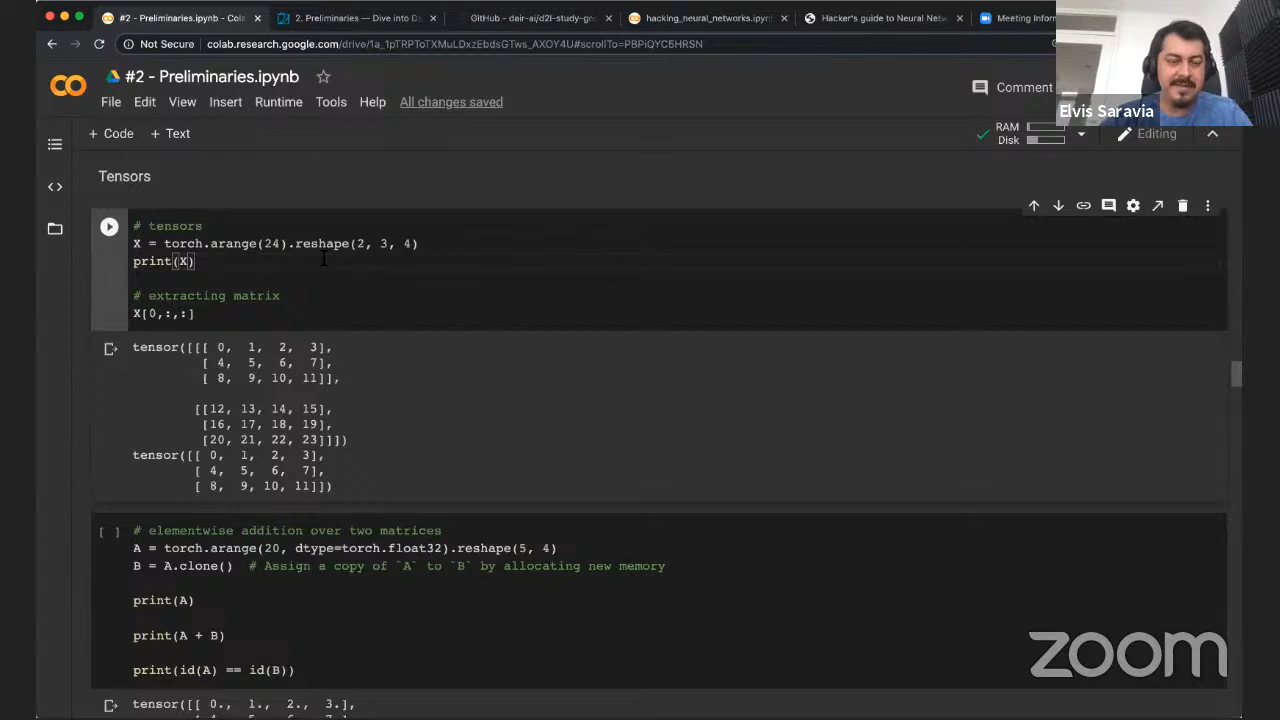 #2 - Preliminaries.ipynb - Cola
2. Preliminaries — Dive into D
GitHub - dair-ai/d2l-study-gr
hacking_neural_networks.ipynb
Hacker's guide to Neural Netw
Meeting Infor
Not Secure
colab.research.google.com/drive/1a_1pTRPToTXMuLDxzEbdsGTws_AXOY4U#scrollTo=PBPiQYC5HRSN
#2 - Preliminaries.ipynb
Comment
Elvis Saravia
File Edit View Insert Runtime Tools Help All changes saved
+ Code + Text
RAM
Disk
Editing
Tensors
# tensors
X = torch.arange(24).reshape(2, 3, 4)
print(X)
# extracting matrix
X[0,:,:]
tensor([[[ 0, 1, 2, 3],
[ 4, 5, 6, 7],
[ 8, 9, 10, 11]],
[[12, 13, 14, 15],
[16, 17, 18, 19],
[20, 21, 22, 23]]])
tensor([[ 0, 1, 2, 3],
[ 4, 5, 6, 7],
[ 8, 9, 10, 11]])
[ ] # elementwise addition over two matrices
A = torch.arange(20, dtype=torch.float32).reshape(5, 4)
B = A.clone() # Assign a copy of `A` to `B` by allocating new memory
print(A)
print(A + B)
print(id(A) == id(B))
zoom
tensor([[ 0., 1., 2., 3.],